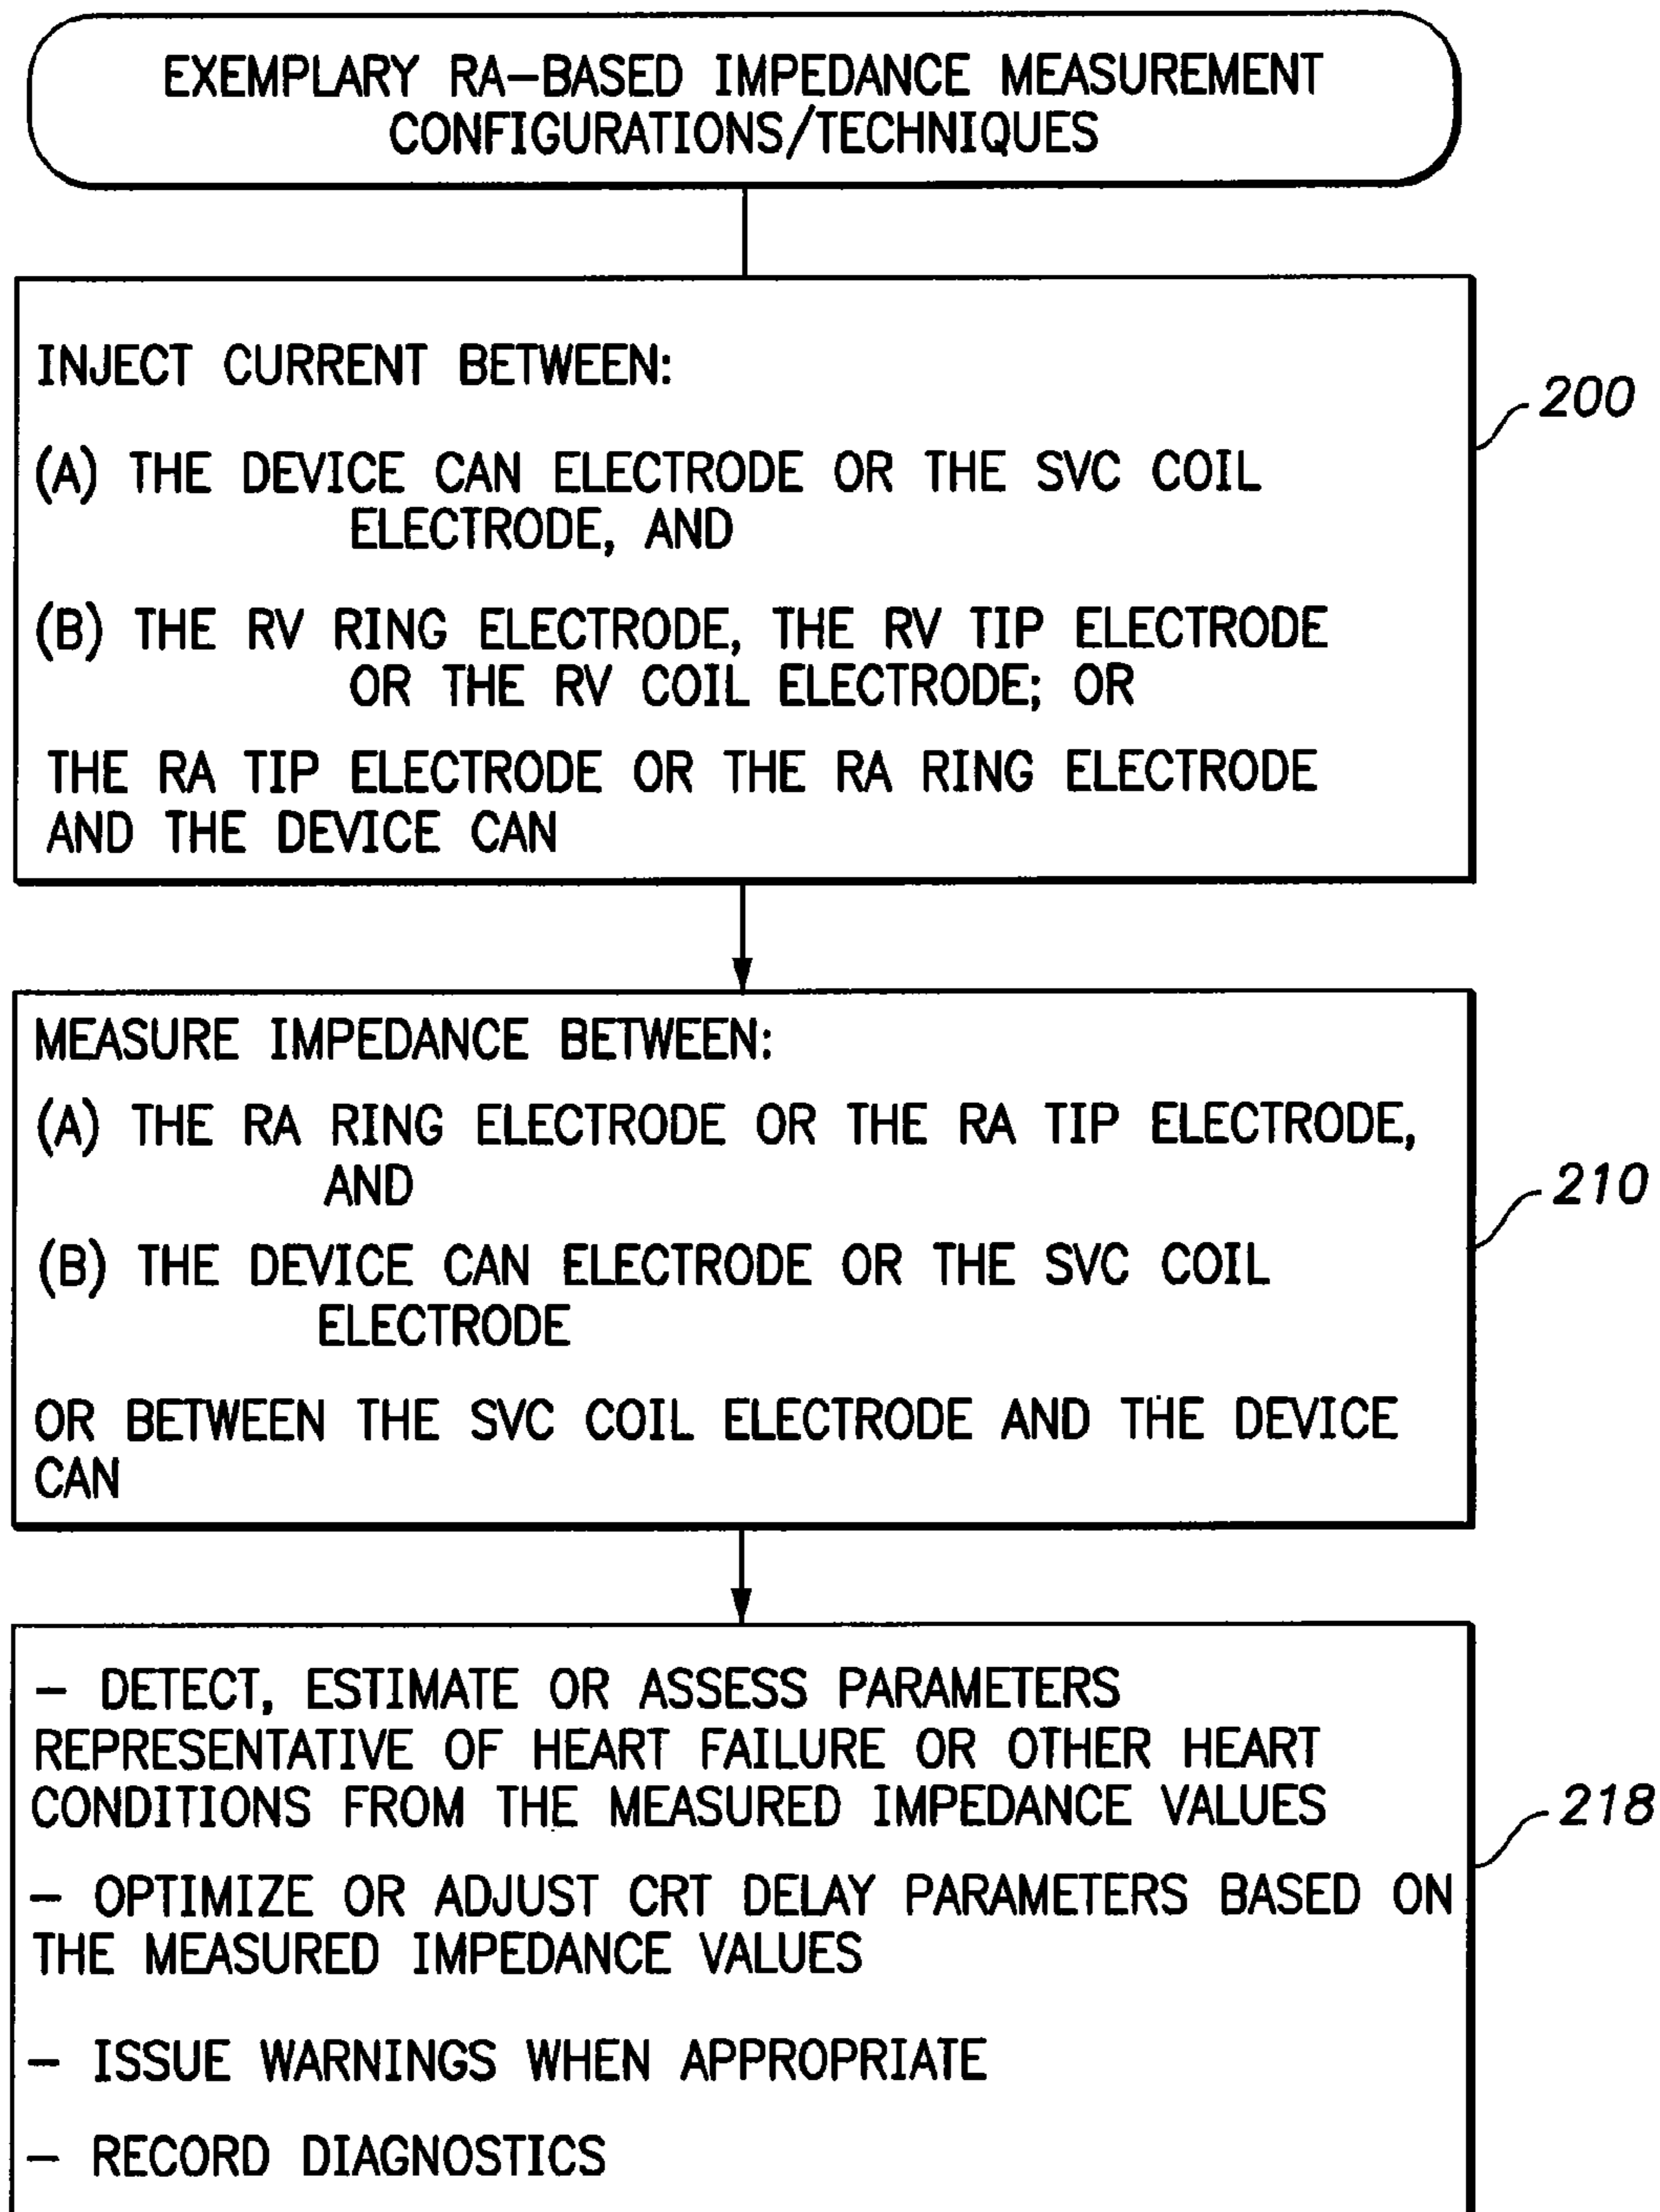 EXEMPLARY RA-BASED IMPEDANCE MEASUREMENT
CONFIGURATIONS/TECHNIQUES
INJECT CURRENT BETWEEN:
(A) THE DEVICE CAN ELECTRODE OR THE SVC COIL
ELECTRODE, AND
(B) THE RV RING ELECTRODE, THE RV TIP ELECTRODE
OR THE RV COIL ELECTRODE; OR
THE RA TIP ELECTRODE OR THE RA RING ELECTRODE
AND THE DEVICE CAN
200
MEASURE IMPEDANCE BETWEEN:
(A) THE RA RING ELECTRODE OR THE RA TIP ELECTRODE,
AND
(B) THE DEVICE CAN ELECTRODE OR THE SVC COIL
ELECTRODE
OR BETWEEN THE SVC COIL ELECTRODE AND THE DEVICE
CAN
210
– DETECT, ESTIMATE OR ASSESS PARAMETERS
REPRESENTATIVE OF HEART FAILURE OR OTHER HEART
CONDITIONS FROM THE MEASURED IMPEDANCE VALUES
– OPTIMIZE OR ADJUST CRT DELAY PARAMETERS BASED ON
THE MEASURED IMPEDANCE VALUES
– ISSUE WARNINGS WHEN APPROPRIATE
– RECORD DIAGNOSTICS
218